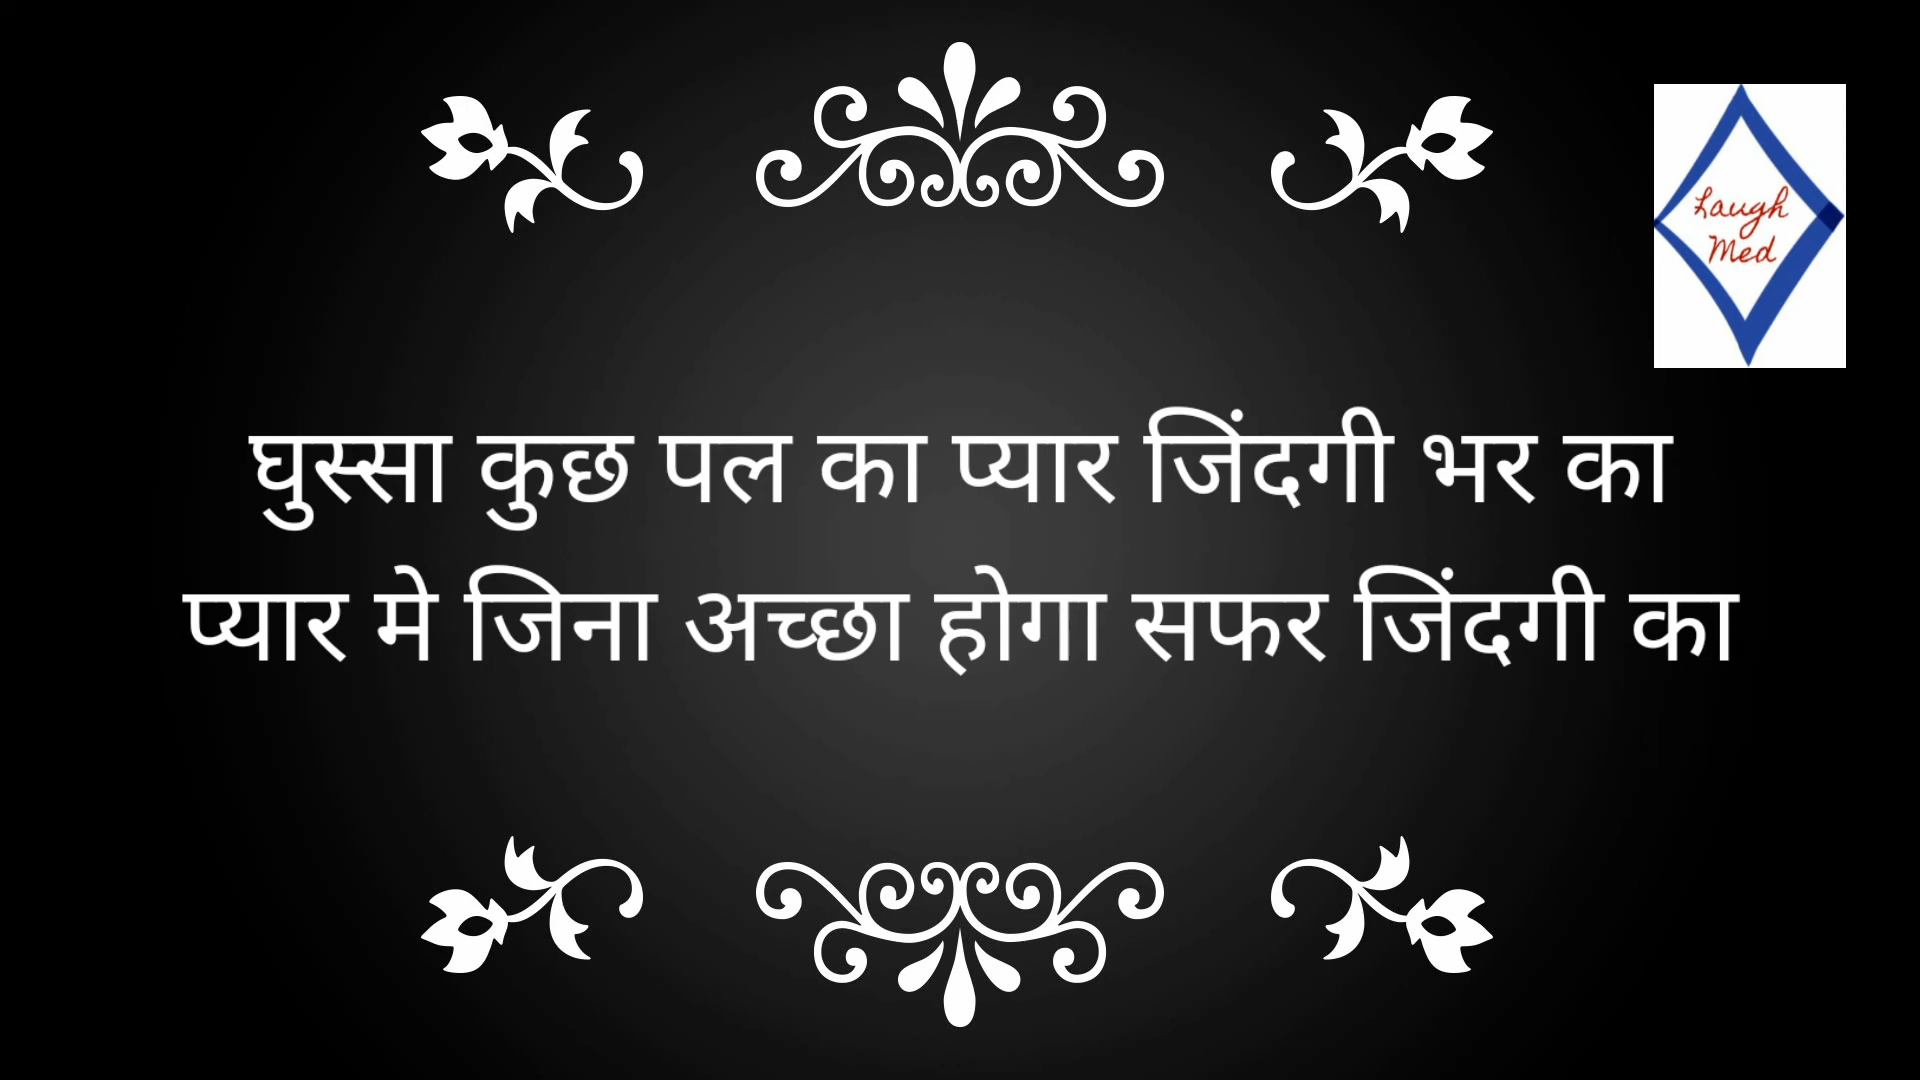 Laugh
Med
घुस्सा कुछ पल का प्यार जिंदगी भर का
प्यार मे जिना अच्छा होगा सफर जिंदगी का